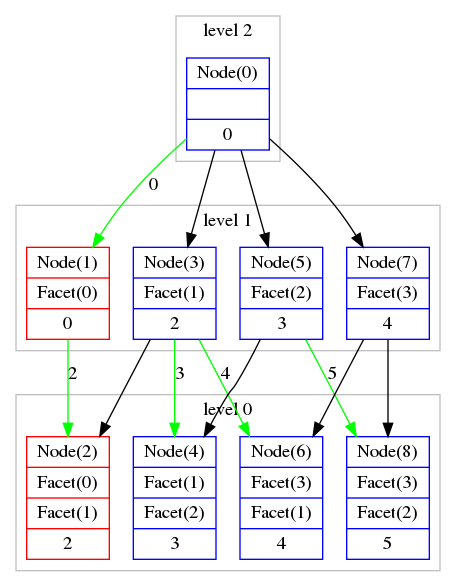 level 2
Node(0)
0
0
level 1
Node(1) Node(3) Node(5) Node(7)
Facet(0) Facet(1) Facet(2) Facet(3)
0 2 3 4
2 3 4 5
level 0
Node(2) Node(4) Node(6) Node(8)
Facet(0) Facet(1) Facet(3) Facet(3)
Facet(1) Facet(2) Facet(1) Facet(2)
2 3 4 5